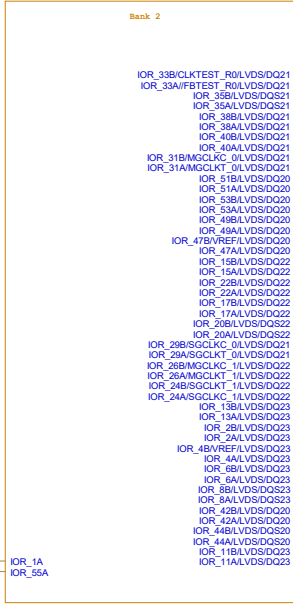 Bank 2
IOR_33B/CLKTEST_R0/LVDS/DQ21
IOR_33A//FBTEST_R0/LVDS/DQ21
IOR_35B/LVDS/DQS21
IOR_35A/LVDS/DQS21
IOR_38B/LVDS/DQ21
IOR_38A/LVDS/DQ21
IOR_40B/LVDS/DQ21
IOR_40A/LVDS/DQ21
IOR_31B/MGCLKC_0/LVDS/DQ21
IOR_31A/MGCLKT_0/LVDS/DQ21
IOR_51B/LVDS/DQ20
IOR_51A/LVDS/DQ20
IOR_53B/LVDS/DQ20
IOR_53A/LVDS/DQ20
IOR_49B/LVDS/DQ20
IOR_49A/LVDS/DQ20
IOR_47B/VREF/LVDS/DQ20
IOR_47A/LVDS/DQ20
IOR_15B/LVDS/DQ22
IOR_15A/LVDS/DQ22
IOR_22B/LVDS/DQ22
IOR_22A/LVDS/DQ22
IOR_17B/LVDS/DQ22
IOR_17A/LVDS/DQ22
IOR_20B/LVDS/DQS22
IOR_20A/LVDS/DQS22
IOR_29B/SGCLKC_0/LVDS/DQ21
IOR_29A/SGCLKT_0/LVDS/DQ21
IOR_26B/MGCLKC_1/LVDS/DQ22
IOR_26A/MGCLKT_1/LVDS/DQ22
IOR_24B/SGCLKT_1/LVDS/DQ22
IOR_24A/SGCLKC_1/LVDS/DQ22
IOR_13B/LVDS/DQ23
IOR_13A/LVDS/DQ23
IOR_2B/LVDS/DQ23
IOR_2A/LVDS/DQ23
IOR_4B/VREF/LVDS/DQ23
IOR_4A/LVDS/DQ23
IOR_6B/LVDS/DQ23
IOR_6A/LVDS/DQ23
IOR_8B/LVDS/DQS23
IOR_8A/LVDS/DQS23
IOR_42B/LVDS/DQ20
IOR_42A/LVDS/DQ20
IOR_44B/LVDS/DQS20
IOR_44A/LVDS/DQS20
IOR_11B/LVDS/DQ23
IOR_1A IOR_11A/LVDS/DQ23
IOR_55A